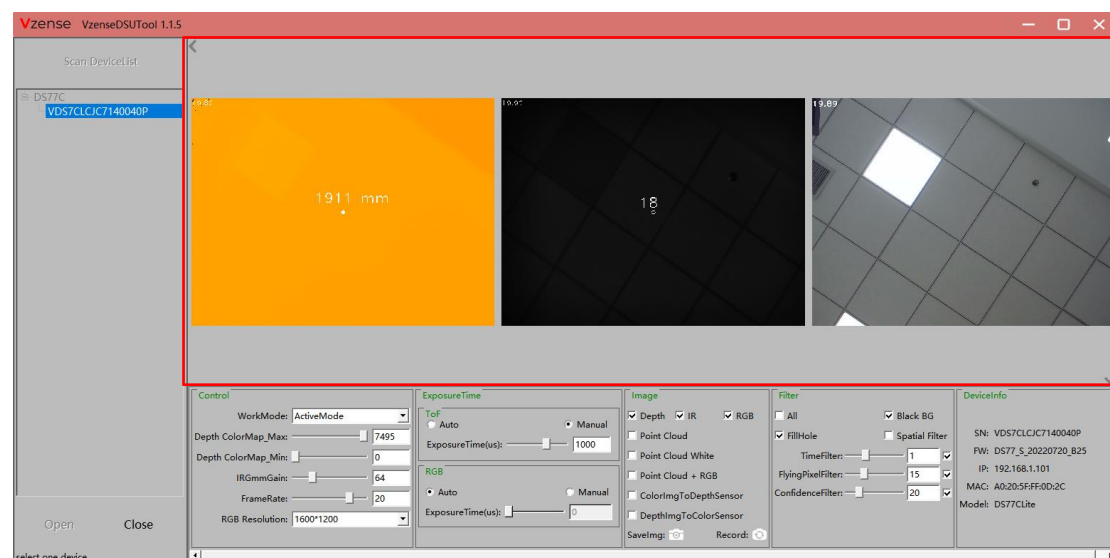 Vzense VzenseDSUTool 1.1.5
Scan DeviceList
DS77C
VDS7CLCJC7140040P
1911 mm
18
19.89
Control
WorkMode: ActiveMode
Depth ColorMap_Max: 7495
Depth ColorMap_Min: 0
IRGmmGain: 64
FrameRate: 20
RGB Resolution: 1600*1200
ExposureTime
ToF
Auto Manual
ExposureTime(us): 1000
RGB
Auto Manual
ExposureTime(us): 0
Image
Depth IR RGB
Point Cloud
Point Cloud White
Point Cloud + RGB
ColorImgToDepthSensor
DepthImgToColorSensor
SaveImg: Record:
Filter
All Black BG
FillHole Spatial Filter
TimeFilter: 1
FlyingPixelFilter: 15
ConfidenceFilter: 20
DeviceInfo
SN: VDS7CLCJC7140040P
FW: DS77_S_20220720_B25
IP: 192.168.1.101
MAC: A0:20:5F:FF:0D:2C
Model: DS77CLite
Open Close
select one device